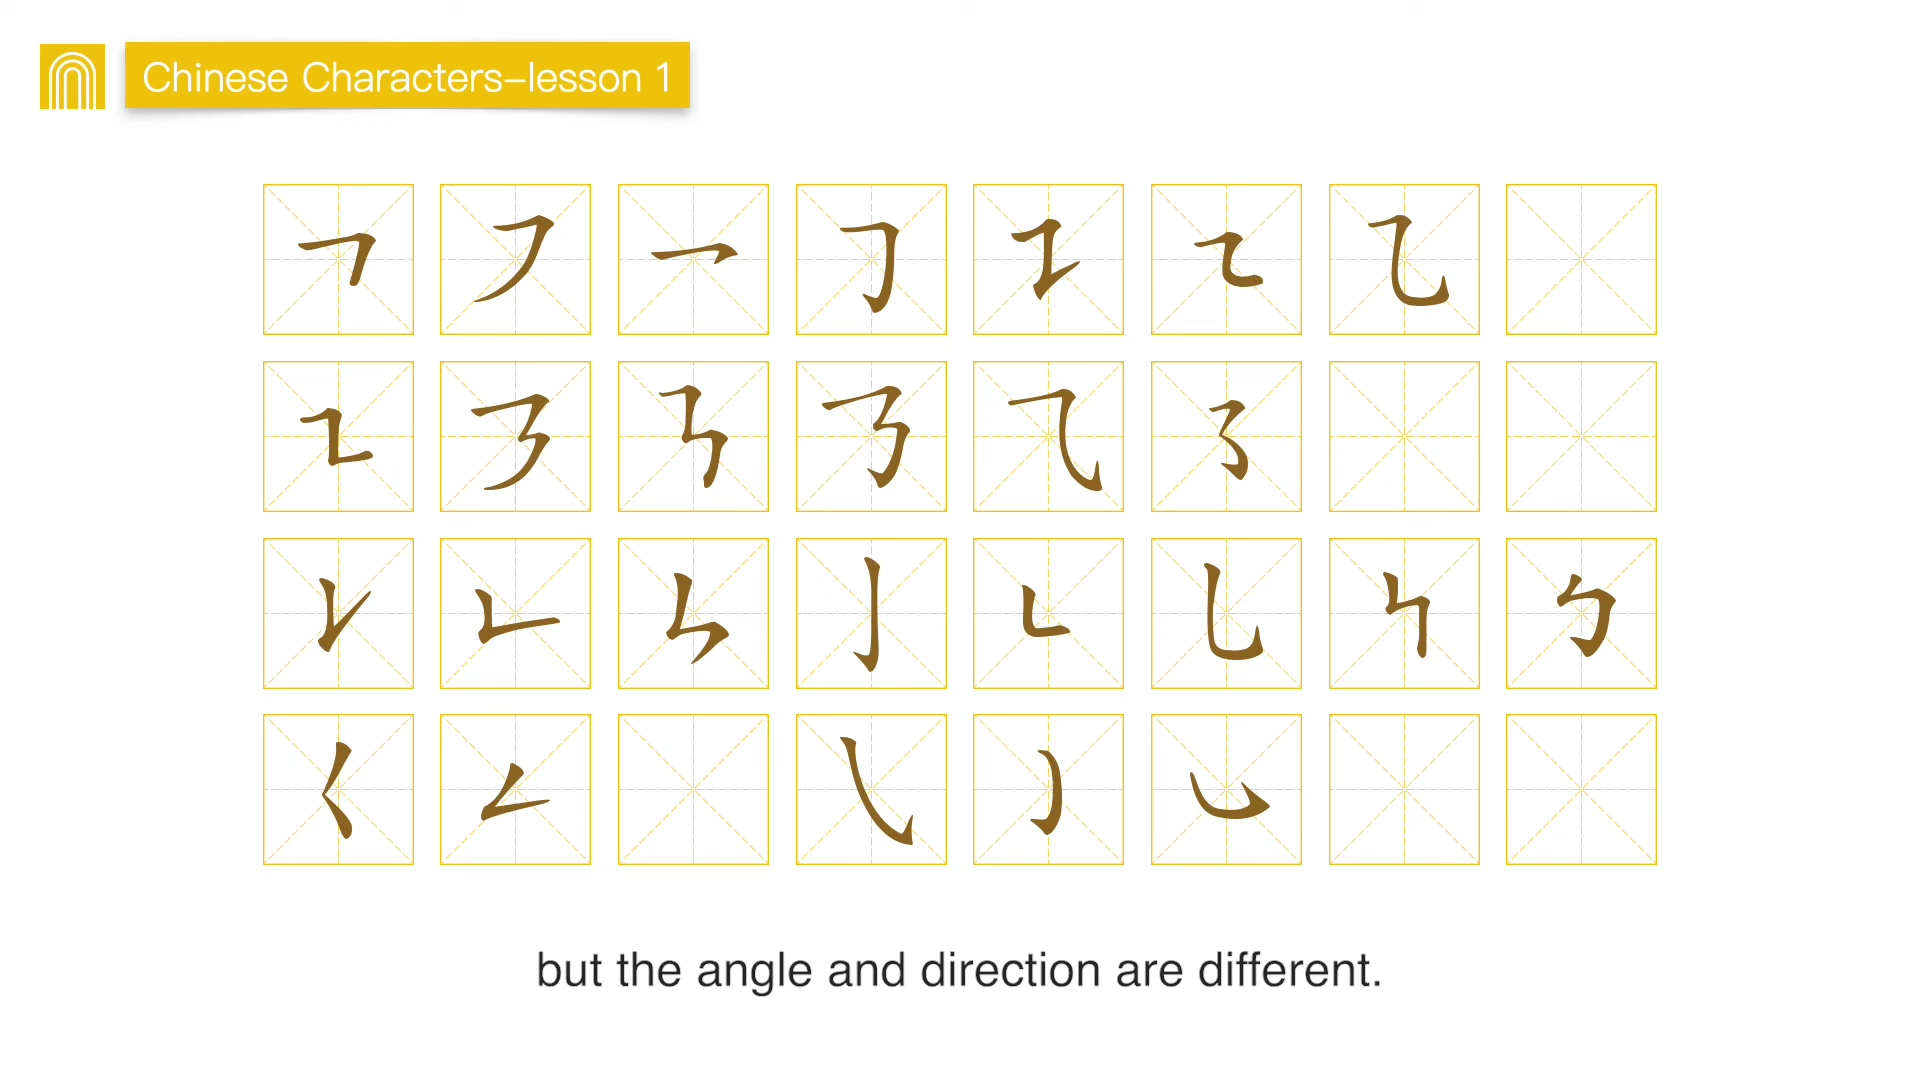 Chinese Characters–lesson 1
㇕ ㇇ ㇖ ㇆ ㇊ ㇍ ㇈
㇅ ㇋ ㇞ ㇡ ⺄ ㇌
㇙ ㇗ ㇉ ㇚ ㇄ ㇟ ㇞ ㇉
㇛ ㇜ ㇂ ㇁ ㇃
but the angle and direction are different.